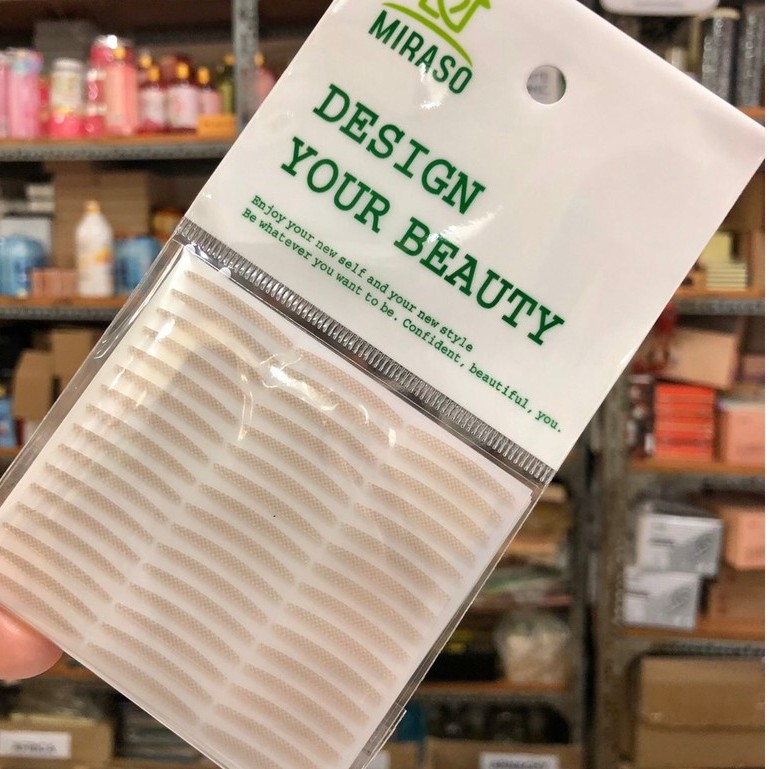 MIRASO
DESIGN
YOUR BEAUTY
Enjoy your new self and your new style
Be whatever you want to be. Confident, beautiful, you.